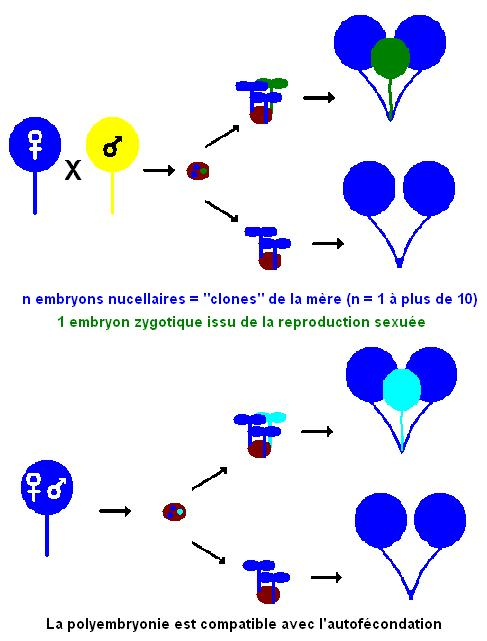 ♀ X ♂
n embryons nucellaires = "clones" de la mère (n = 1 à plus de 10)
1 embryon zygotique issu de la reproduction sexuée
♀ ♂
La polyembryonie est compatible avec l'autofécondation